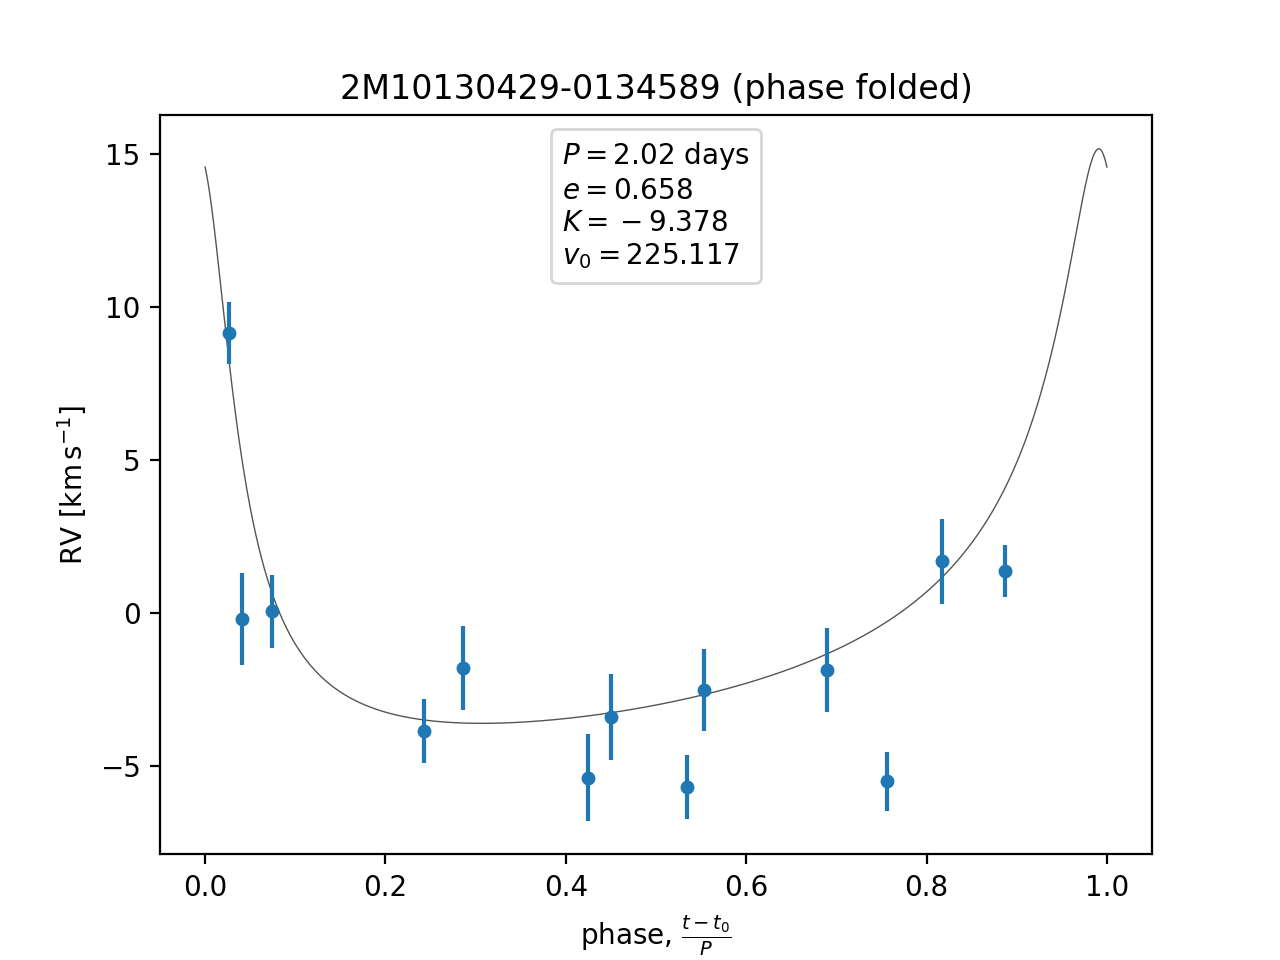 2M10130429-0134589 (phase folded)
P = 2.02 days
e = 0.658
K = −9.378
v₀ = 225.117
RV [km s⁻¹]
15
10
5
0
−5
0.0 0.2 0.4 0.6 0.8 1.0
phase, (t − t₀)/P